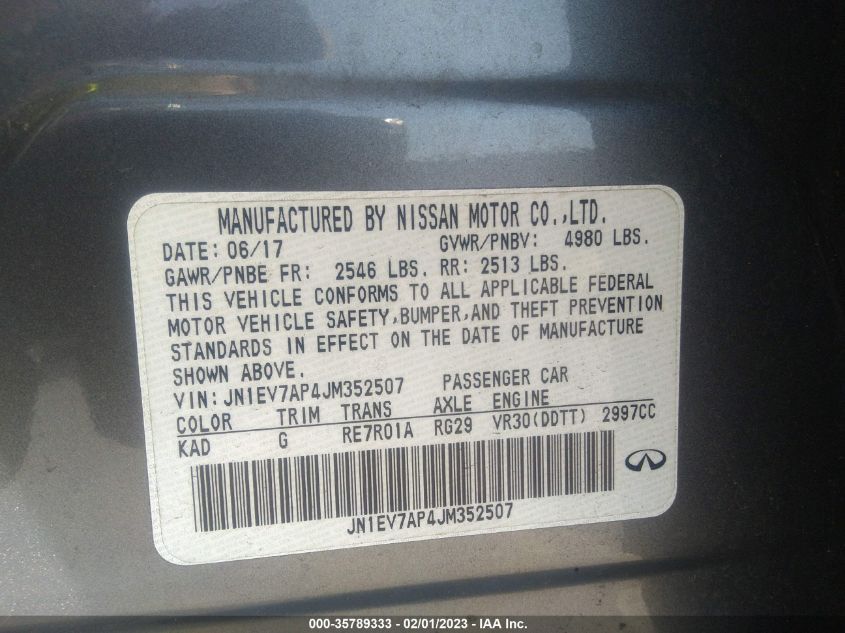 MANUFACTURED BY NISSAN MOTOR CO.,LTD.
DATE: 06/17 GVWR/PNBV: 4980 LBS.
GAWR/PNBE FR: 2546 LBS. RR: 2513 LBS.
THIS VEHICLE CONFORMS TO ALL APPLICABLE FEDERAL
MOTOR VEHICLE SAFETY,BUMPER,AND THEFT PREVENTION
STANDARDS IN EFFECT ON THE DATE OF MANUFACTURE
SHOWN ABOVE.
VIN: JN1EV7AP4JM352507 PASSENGER CAR
COLOR TRIM TRANS AXLE ENGINE
KAD G RE7R01A RG29 VR30(DDTT) 2997CC
JN1EV7AP4JM352507
000-35789333 - 02/01/2023 - IAA Inc.